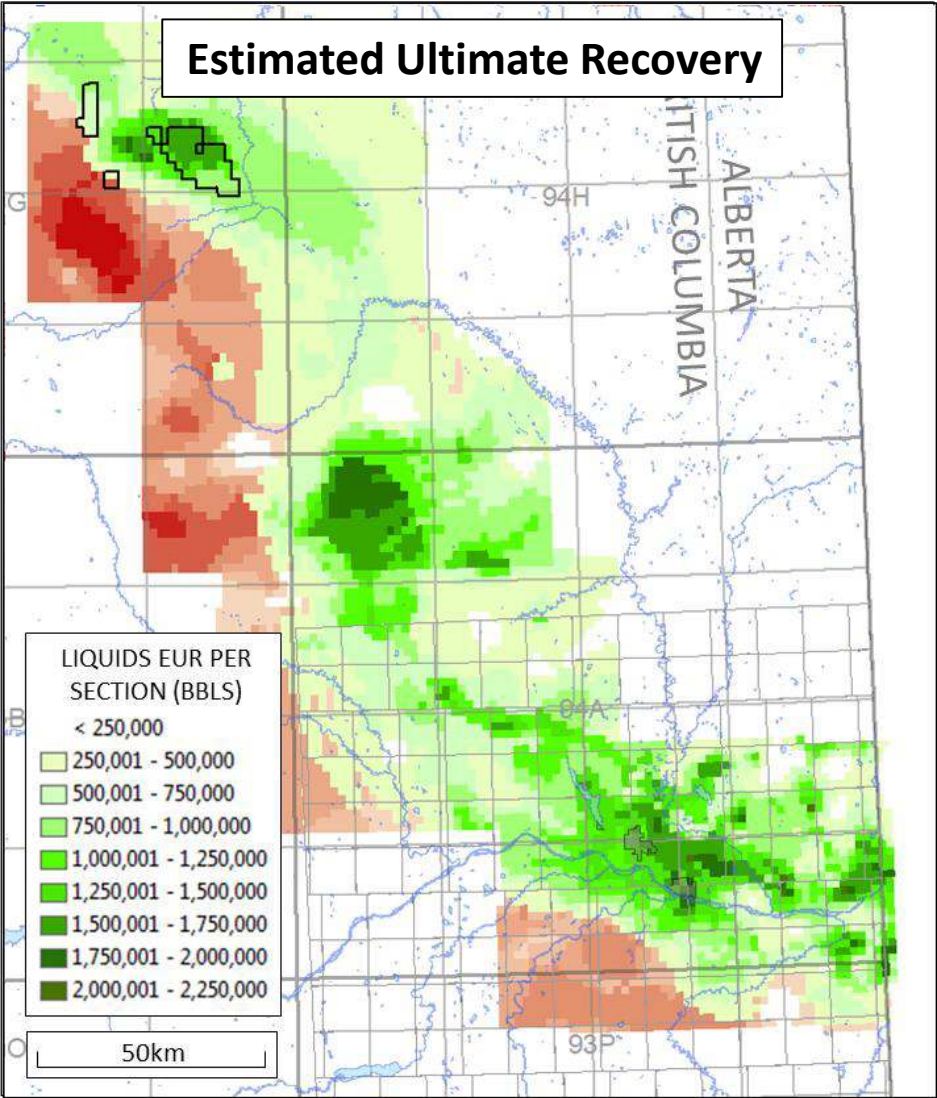 Estimated Ultimate Recovery
BRITISH COLUMBIA
ALBERTA
94H
G
94A
B
LIQUIDS EUR PER
SECTION (BBLS)
< 250,000
250,001 - 500,000
500,001 - 750,000
750,001 - 1,000,000
1,000,001 - 1,250,000
1,250,001 - 1,500,000
1,500,001 - 1,750,000
1,750,001 - 2,000,000
2,000,001 - 2,250,000
50km
O
93P